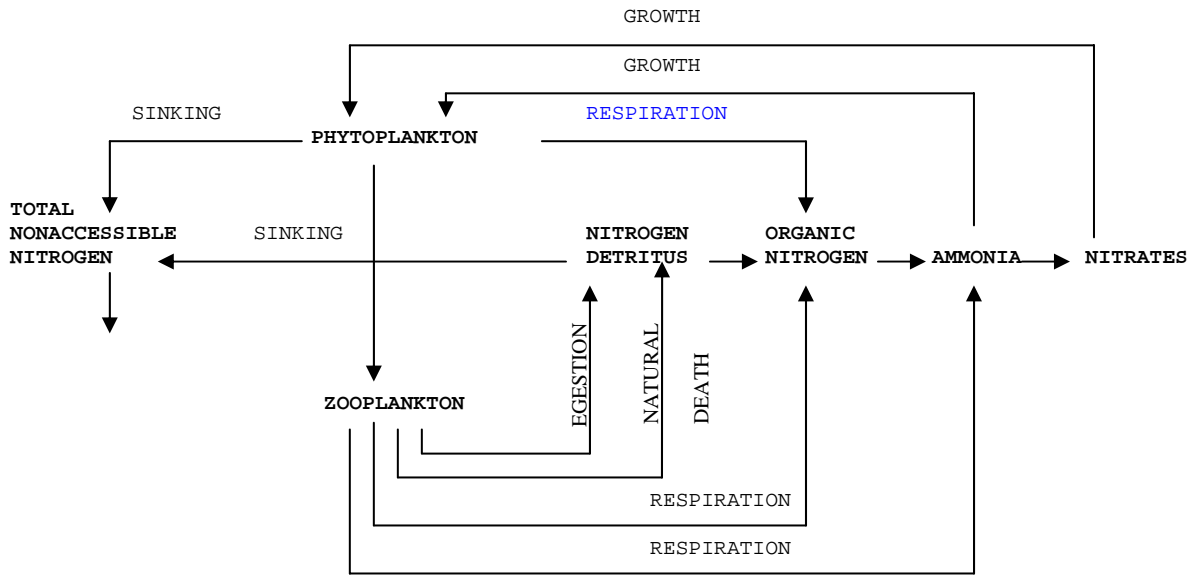 GROWTH
GROWTH
SINKING
RESPIRATION
PHYTOPLANKTON
TOTAL
NONACCESSIBLE
NITROGEN
SINKING
NITROGEN
DETRITUS
ORGANIC
NITROGEN
AMMONIA
NITRATES
EGESTION
NATURAL
DEATH
ZOOPLANKTON
RESPIRATION
RESPIRATION